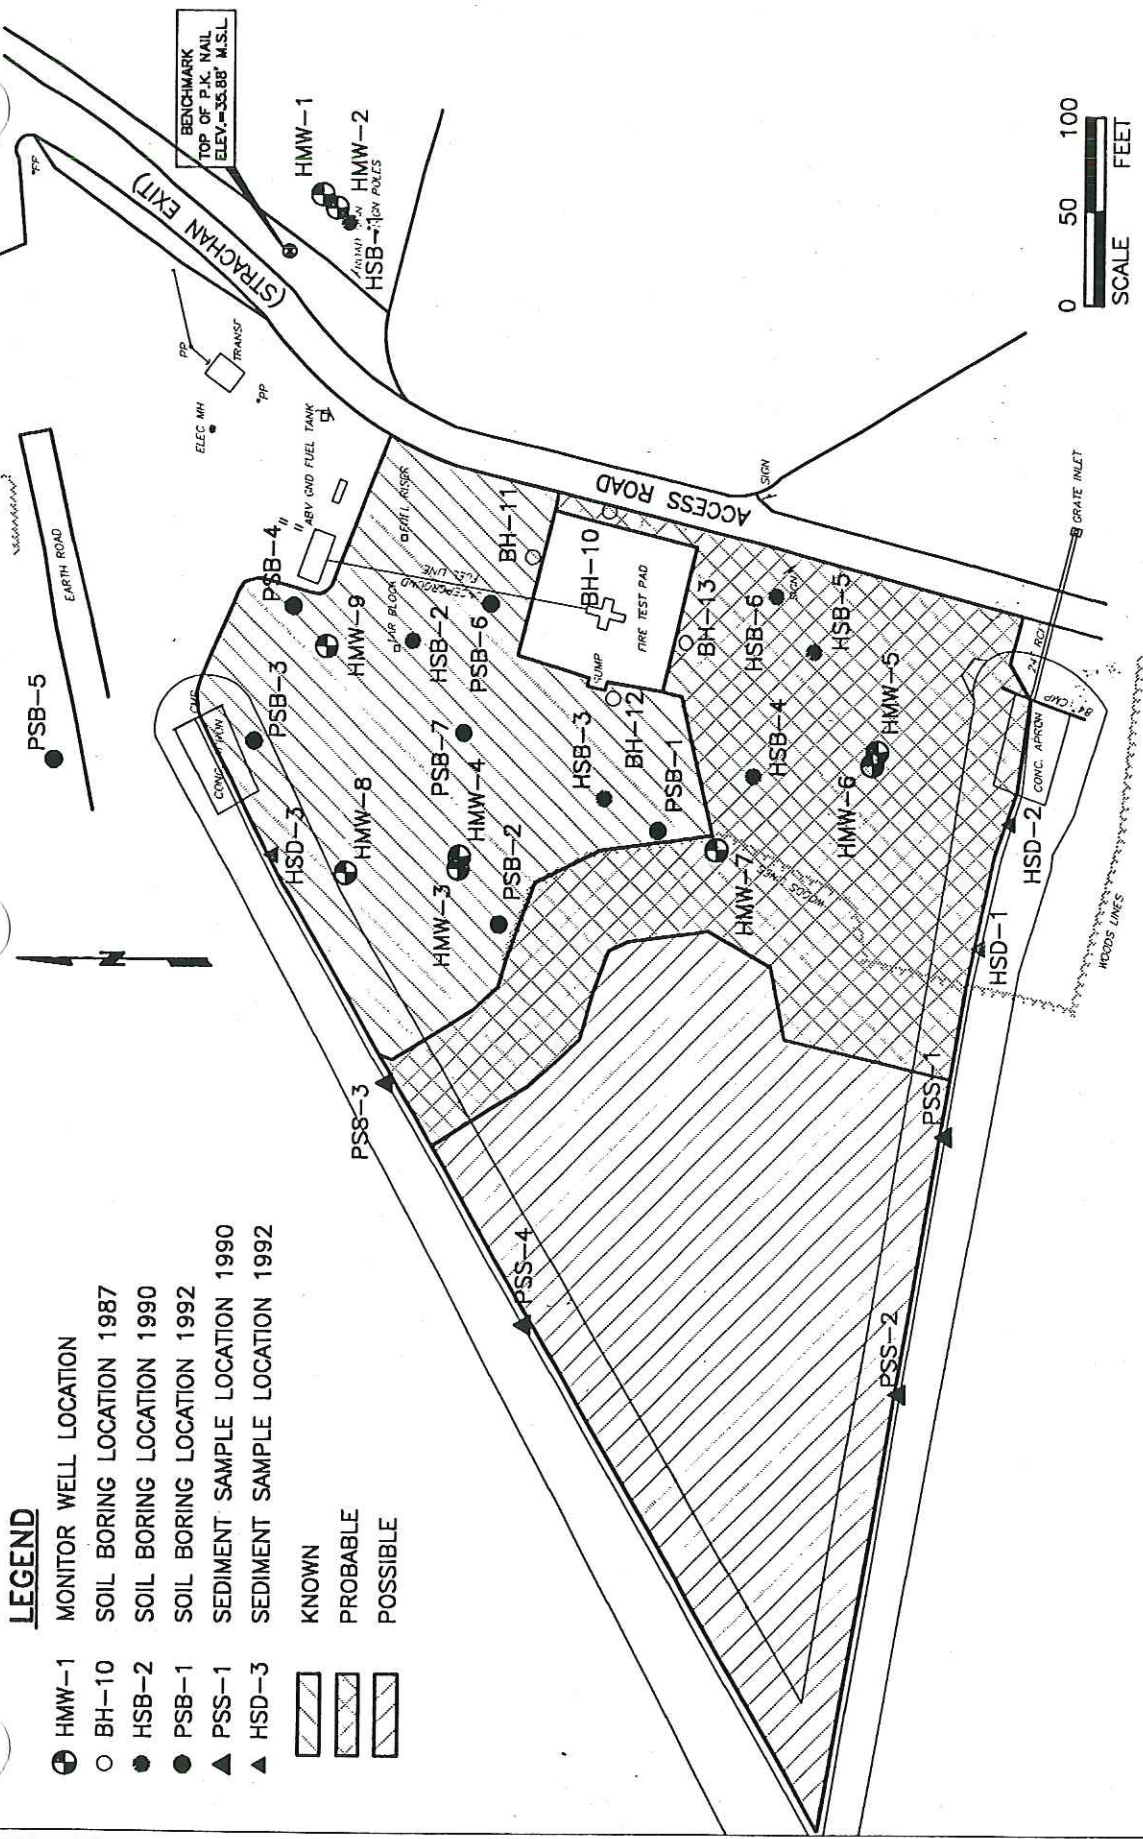 LEGEND
HMW-1 MONITOR WELL LOCATION
BH-10 SOIL BORING LOCATION 1987
HSB-2 SOIL BORING LOCATION 1990
PSB-1 SOIL BORING LOCATION 1992
PSS-1 SEDIMENT SAMPLE LOCATION 1990
HSD-3 SEDIMENT SAMPLE LOCATION 1992
KNOWN
PROBABLE
POSSIBLE
N
PSB-5
EARTH ROAD
PP
BENCHMARK
TOP OF P.K. NAIL
ELEV.=35.88' M.S.L
(STRACHAN EXIT)
HMW-1
HMW-2
HSB-1
PP
TRANSF
PP
ELEC MH
ABV GND FUEL TANK
PSB-4
HMW-9
FUEL RISER
FUEL LINE
HSB-2
PSB-6
BH-11
PSB-3
CONC. APRON
HSD-3
HMW-8
PSB-7
HMW-4
HMW-3
PSB-2
HSB-3
BH-12
PSB-1
SUMP
BH-10
FIRE TEST PAD
BH-13
ACCESS ROAD
SIGN
HSB-6
SIGN
HSB-5
HSB-4
HMW-5
HMW-6
HMW-7
WOODS LINES
GRATE INLET
84" CMP
CONC. APRON
HSD-2
HSD-1
WOODS LINES
PSS-3
PSS-4
PSS-1
PSS-2
0 50 100
SCALE FEET